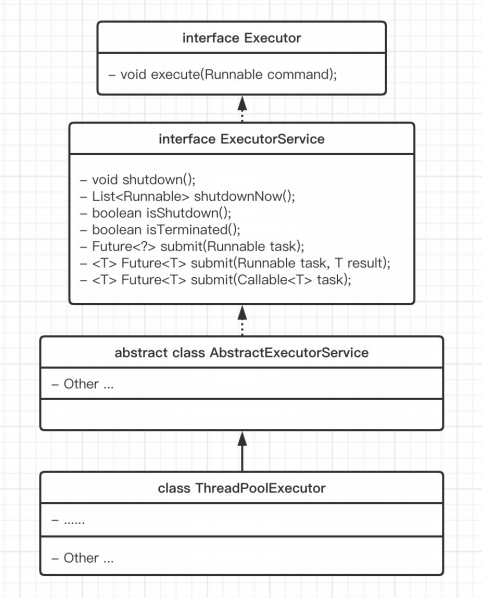 interface Executor
– void execute(Runnable command);
interface ExecutorService
– void shutdown();
– List<Runnable> shutdownNow();
– boolean isShutdown();
– boolean isTerminated();
– Future<?> submit(Runnable task);
– <T> Future<T> submit(Runnable task, T result);
– <T> Future<T> submit(Callable<T> task);
abstract class AbstractExecutorService
– Other ...
class ThreadPoolExecutor
– ......
– Other ...